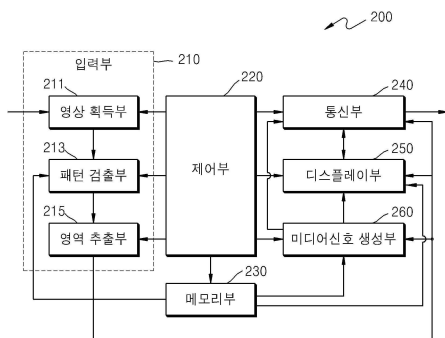 200
입력부
210
211
영상 획득부
220
제어부
240
통신부
213
패턴 검출부
250
디스플레이부
215
영역 추출부
260
미디어신호 생성부
230
메모리부